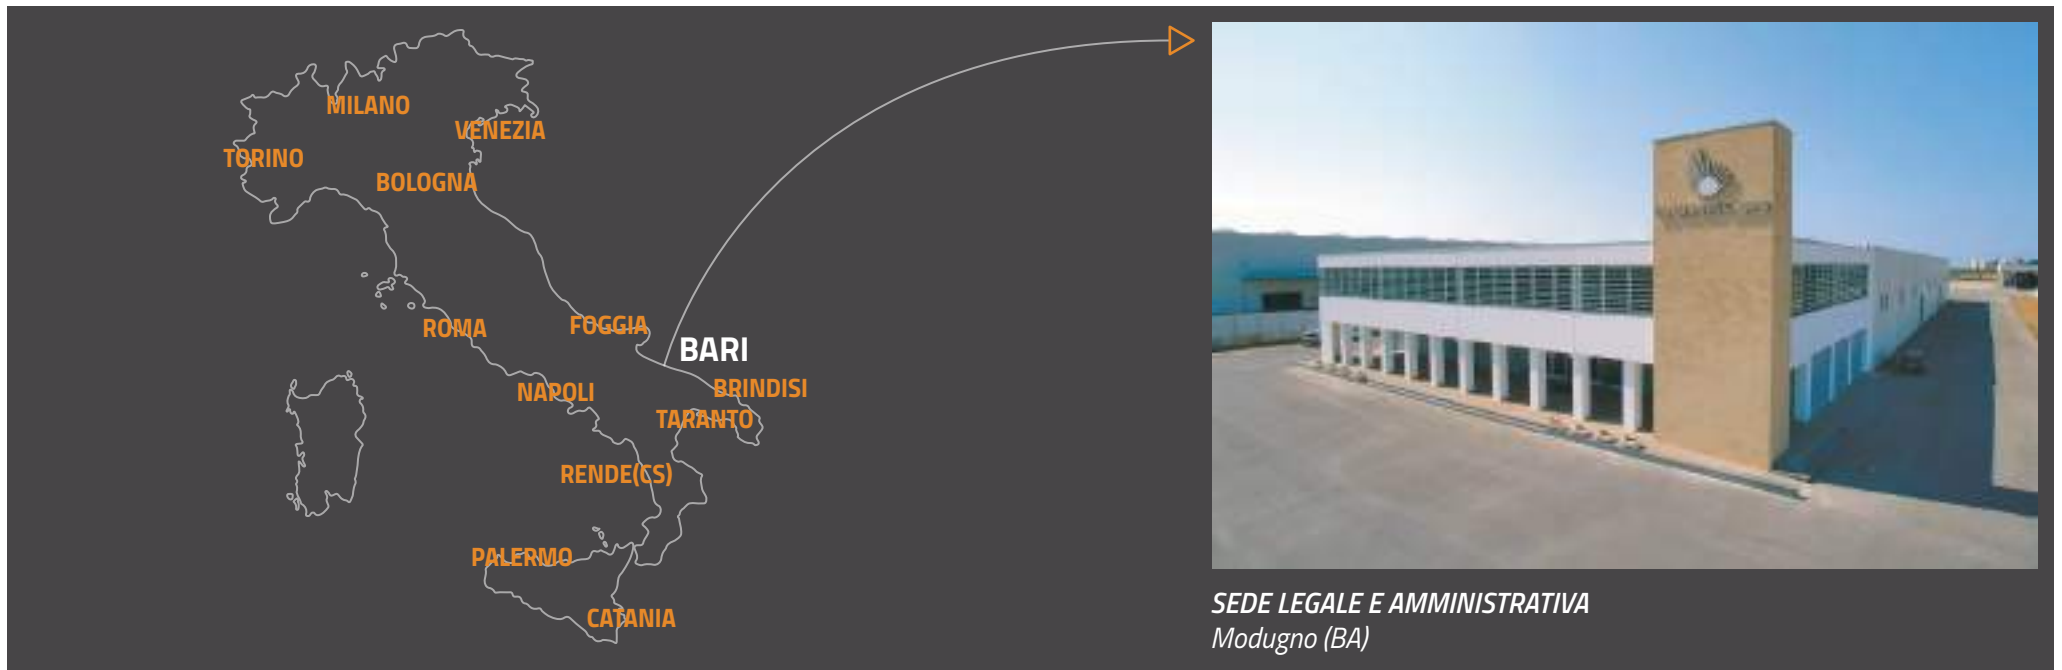 MILANO
VENEZIA
TORINO
BOLOGNA
ROMA
FOGGIA
BARI
NAPOLI
BRINDISI
TARANTO
RENDE(CS)
PALERMO
CATANIA
SEDE LEGALE E AMMINISTRATIVA
Modugno (BA)